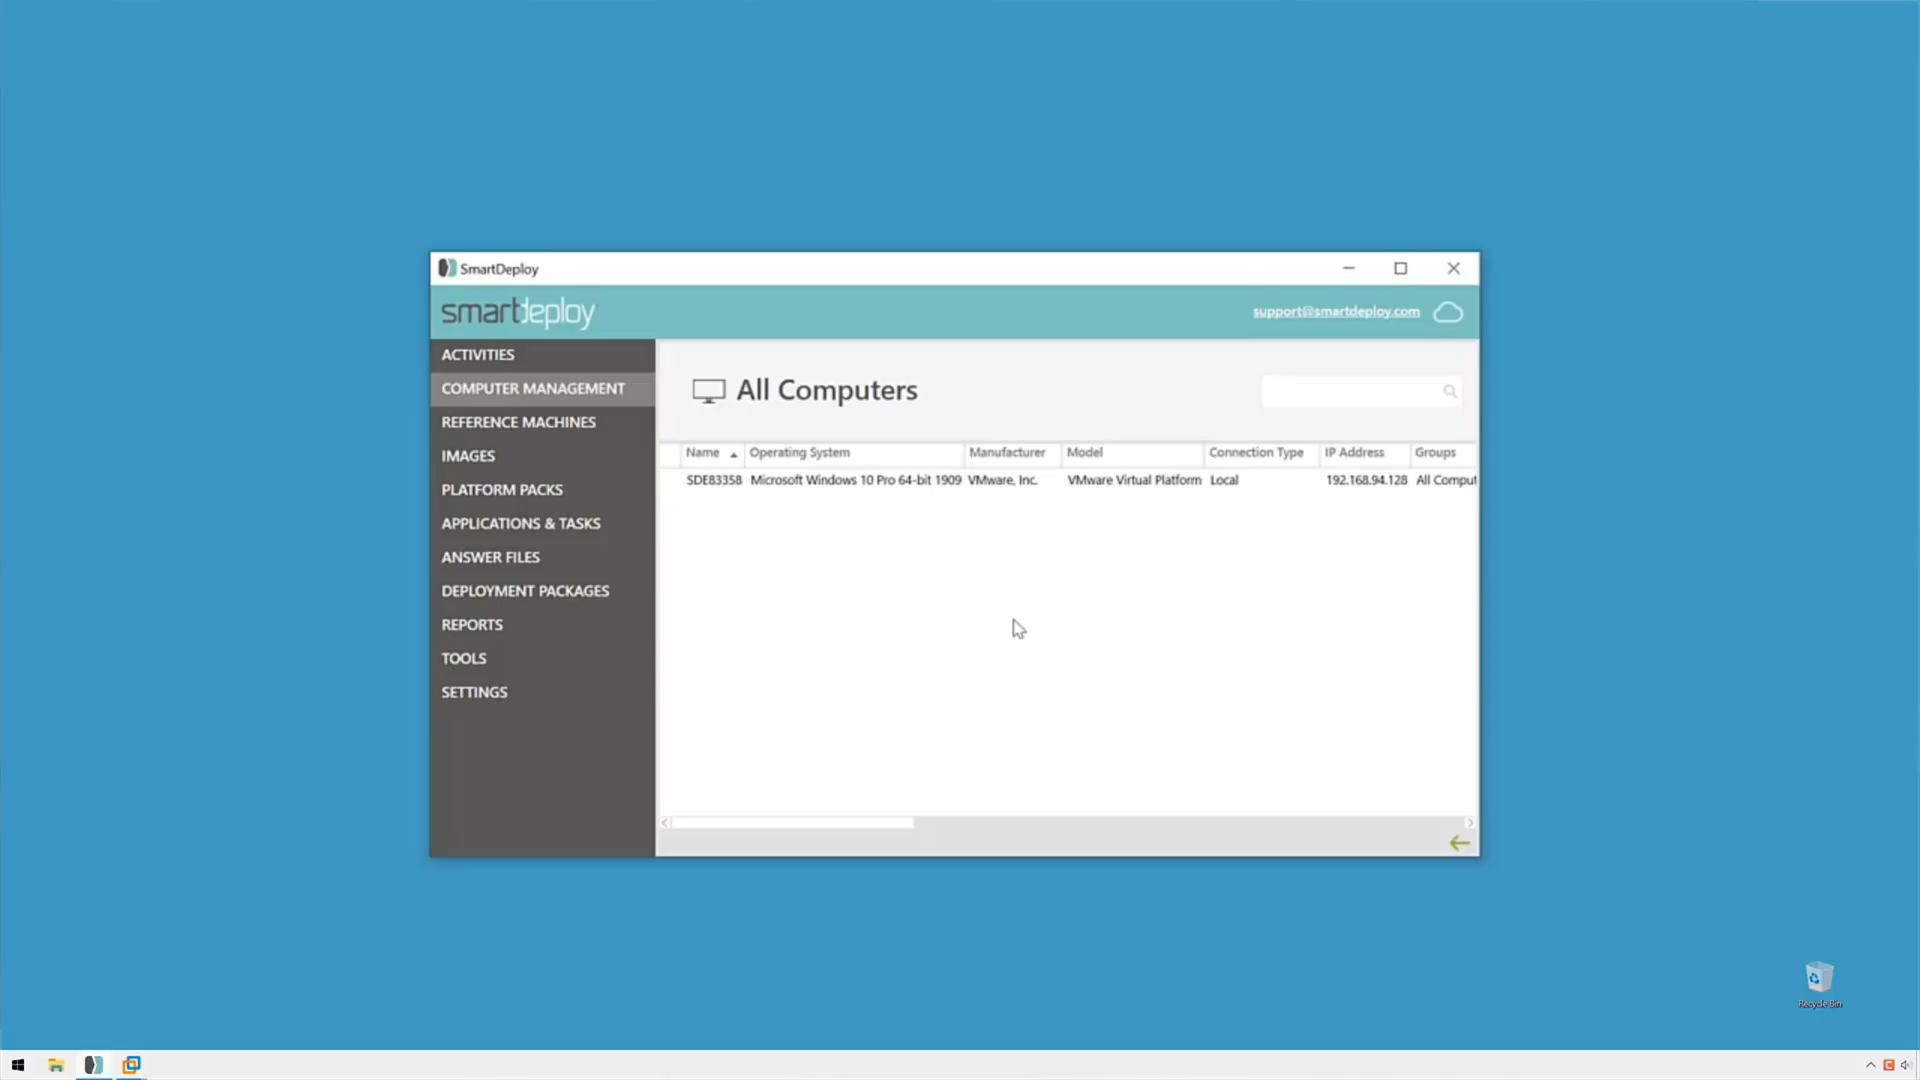 SmartDeploy
smartdeploy
support@smartdeploy.com
ACTIVITIES
COMPUTER MANAGEMENT
REFERENCE MACHINES
IMAGES
PLATFORM PACKS
APPLICATIONS & TASKS
ANSWER FILES
DEPLOYMENT PACKAGES
REPORTS
TOOLS
SETTINGS
All Computers
Name Operating System Manufacturer Model Connection Type IP Address Groups
SDE83358 Microsoft Windows 10 Pro 64-bit 1909 VMware, Inc. VMware Virtual Platform Local 192.168.94.128 All Comput
Recycle Bin